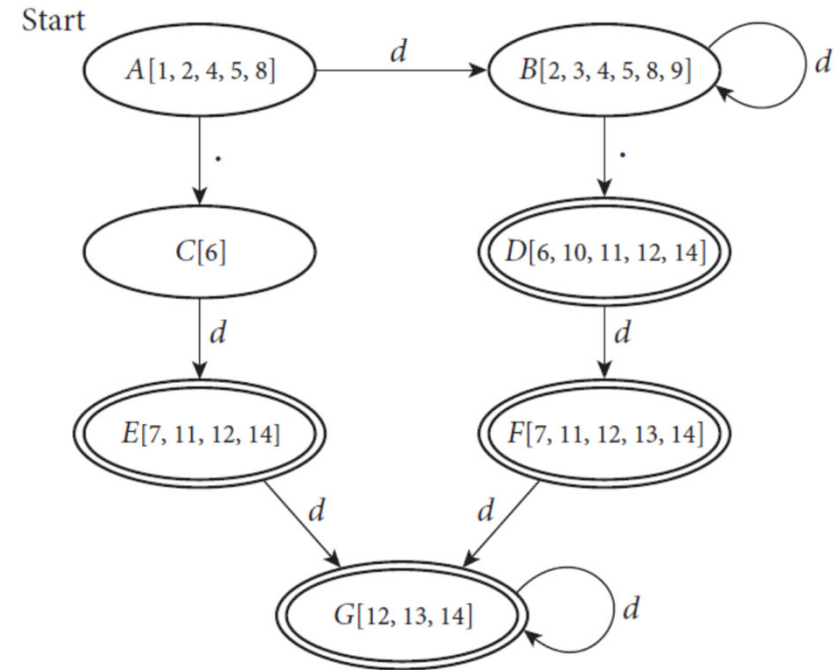 Start
A[1, 2, 4, 5, 8]
d
B[2, 3, 4, 5, 8, 9]
d
.
.
C[6]
D[6, 10, 11, 12, 14]
d
d
E[7, 11, 12, 14]
F[7, 11, 12, 13, 14]
d
d
G[12, 13, 14]
d